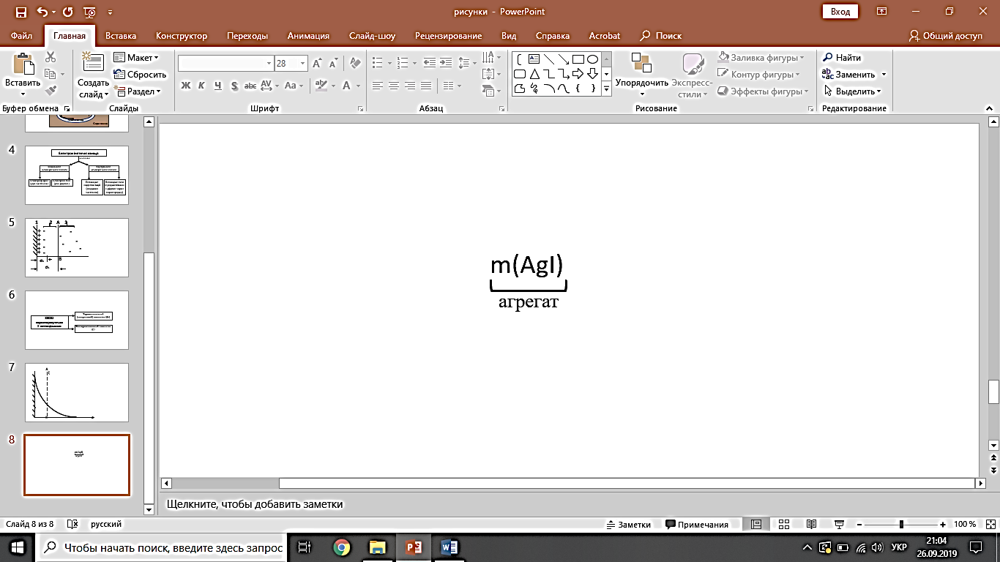 рисунки - PowerPoint
Вход
Файл Главная Вставка Конструктор Переходы Анимация Слайд-шоу Рецензирование Вид Справка Acrobat Поиск Общий доступ
Вставить
Буфер обмена
Создать слайд
Макет
Сбросить
Раздел
Слайды
28
Ж К Ч S abc AV Aa А
Шрифт
Абзац
Упорядочить
Экспресс-стили
Заливка фигуры
Контур фигуры
Эффекты фигуры
Рисование
Найти
Заменить
Выделить
Редактирование
4
5
1 2 А 3
В
6
7
8
m(AgI)
агрегат
Щелкните, чтобы добавить заметки
Слайд 8 из 8 русский Заметки Примечания 100 %
Чтобы начать поиск, введите здесь запрос
УКР
21:04
26.09.2019